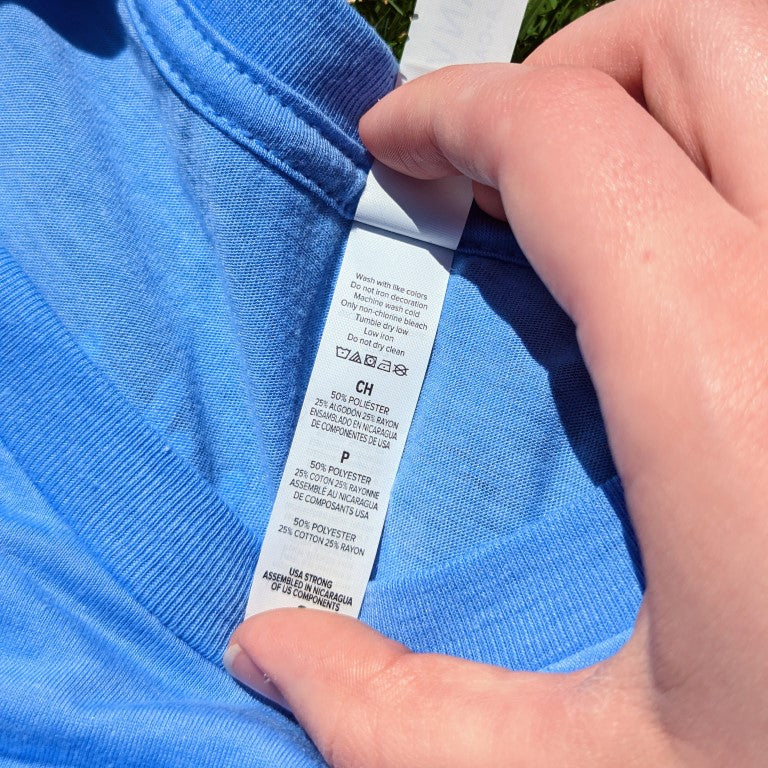 Wash with like colors
Do not iron decoration
Machine wash cold
Only non-chlorine bleach
Tumble dry low
Low iron
Do not dry clean
CH
50% POLIÉSTER
25% ALGODÓN 25% RAYON
ENSAMBLADO EN NICARAGUA
DE COMPONENTES DE USA
P
50% POLYESTER
25% COTON 25% RAYONNE
ASSEMBLÉ AU NICARAGUA
DE COMPOSANTS USA
50% POLYESTER
25% COTTON 25% RAYON
USA STRONG
ASSEMBLED IN NICARAGUA
OF US COMPONENTS